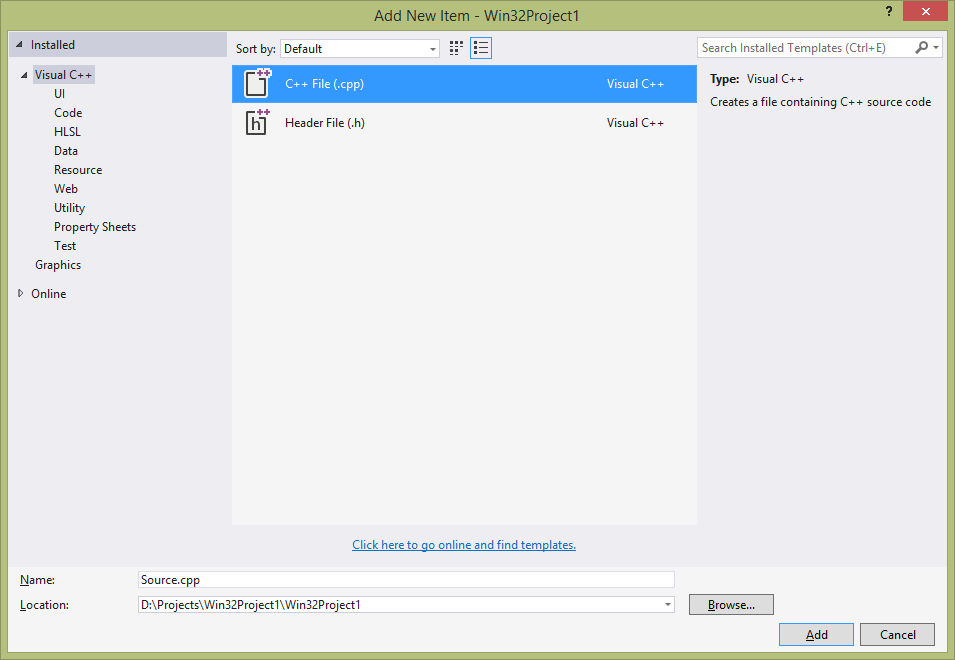 Add New Item - Win32Project1
?
Installed
Visual C++
UI
Code
HLSL
Data
Resource
Web
Utility
Property Sheets
Test
Graphics
Online
Sort by: Default
C++ File (.cpp) Visual C++
Header File (.h) Visual C++
Click here to go online and find templates.
Search Installed Templates (Ctrl+E)
Type: Visual C++
Creates a file containing C++ source code
Name: Source.cpp
Location: D:\Projects\Win32Project1\Win32Project1 Browse...
Add Cancel